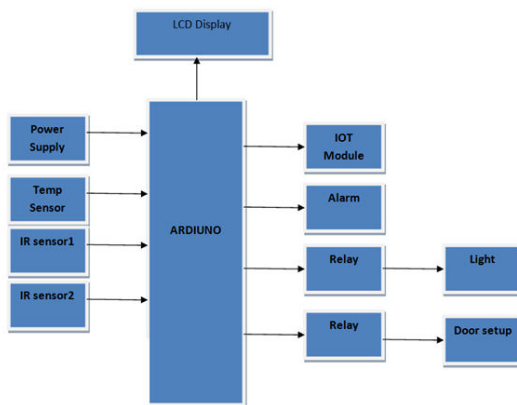 LCD Display
Power
Supply
Temp
Sensor
IR sensor1
IR sensor2
ARDIUNO
IOT
Module
Alarm
Relay
Light
Relay
Door setup